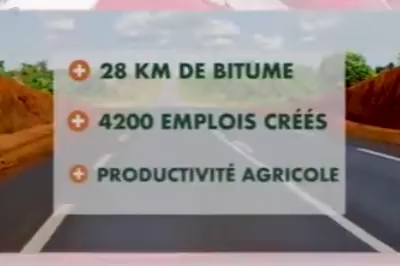 28 KM DE BITUME
4200 EMPLOIS CRÉÉS
PRODUCTIVITÉ AGRICOLE